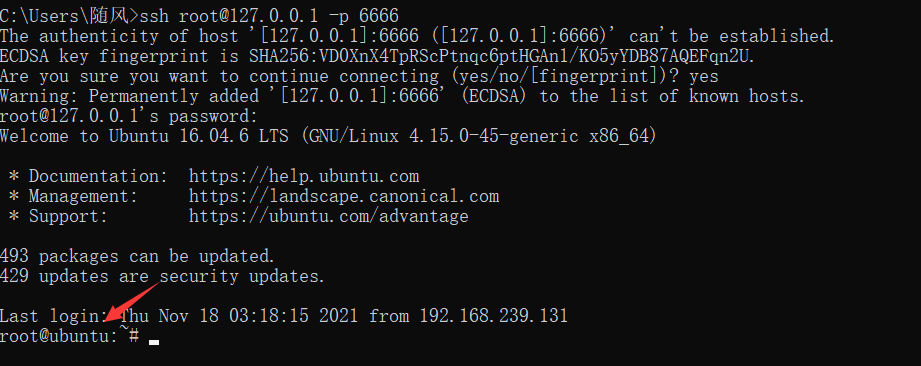 C:\Users\随风>ssh root@127.0.0.1 -p 6666
The authenticity of host '[127.0.0.1]:6666 ([127.0.0.1]:6666)' can't be established.
ECDSA key fingerprint is SHA256:VD0XnX4TpRScPtnqc6ptHGAnl/KO5yYDB87AQEFqn2U.
Are you sure you want to continue connecting (yes/no/[fingerprint])? yes
Warning: Permanently added '[127.0.0.1]:6666' (ECDSA) to the list of known hosts.
root@127.0.0.1's password:
Welcome to Ubuntu 16.04.6 LTS (GNU/Linux 4.15.0-45-generic x86_64)
* Documentation:  https://help.ubuntu.com
* Management:     https://landscape.canonical.com
* Support:        https://ubuntu.com/advantage
493 packages can be updated.
429 updates are security updates.
Last login: Thu Nov 18 03:18:15 2021 from 192.168.239.131
root@ubuntu:~#